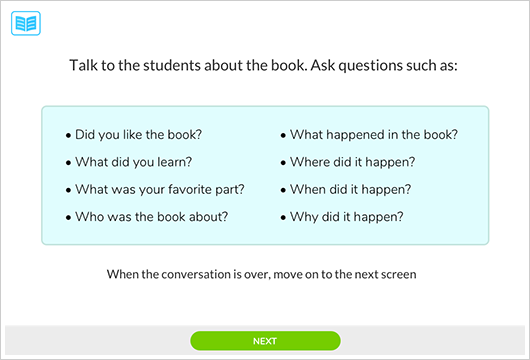 Talk to the students about the book. Ask questions such as:
• Did you like the book?
• What did you learn?
• What was your favorite part?
• Who was the book about?
• What happened in the book?
• Where did it happen?
• When did it happen?
• Why did it happen?
When the conversation is over, move on to the next screen
NEXT